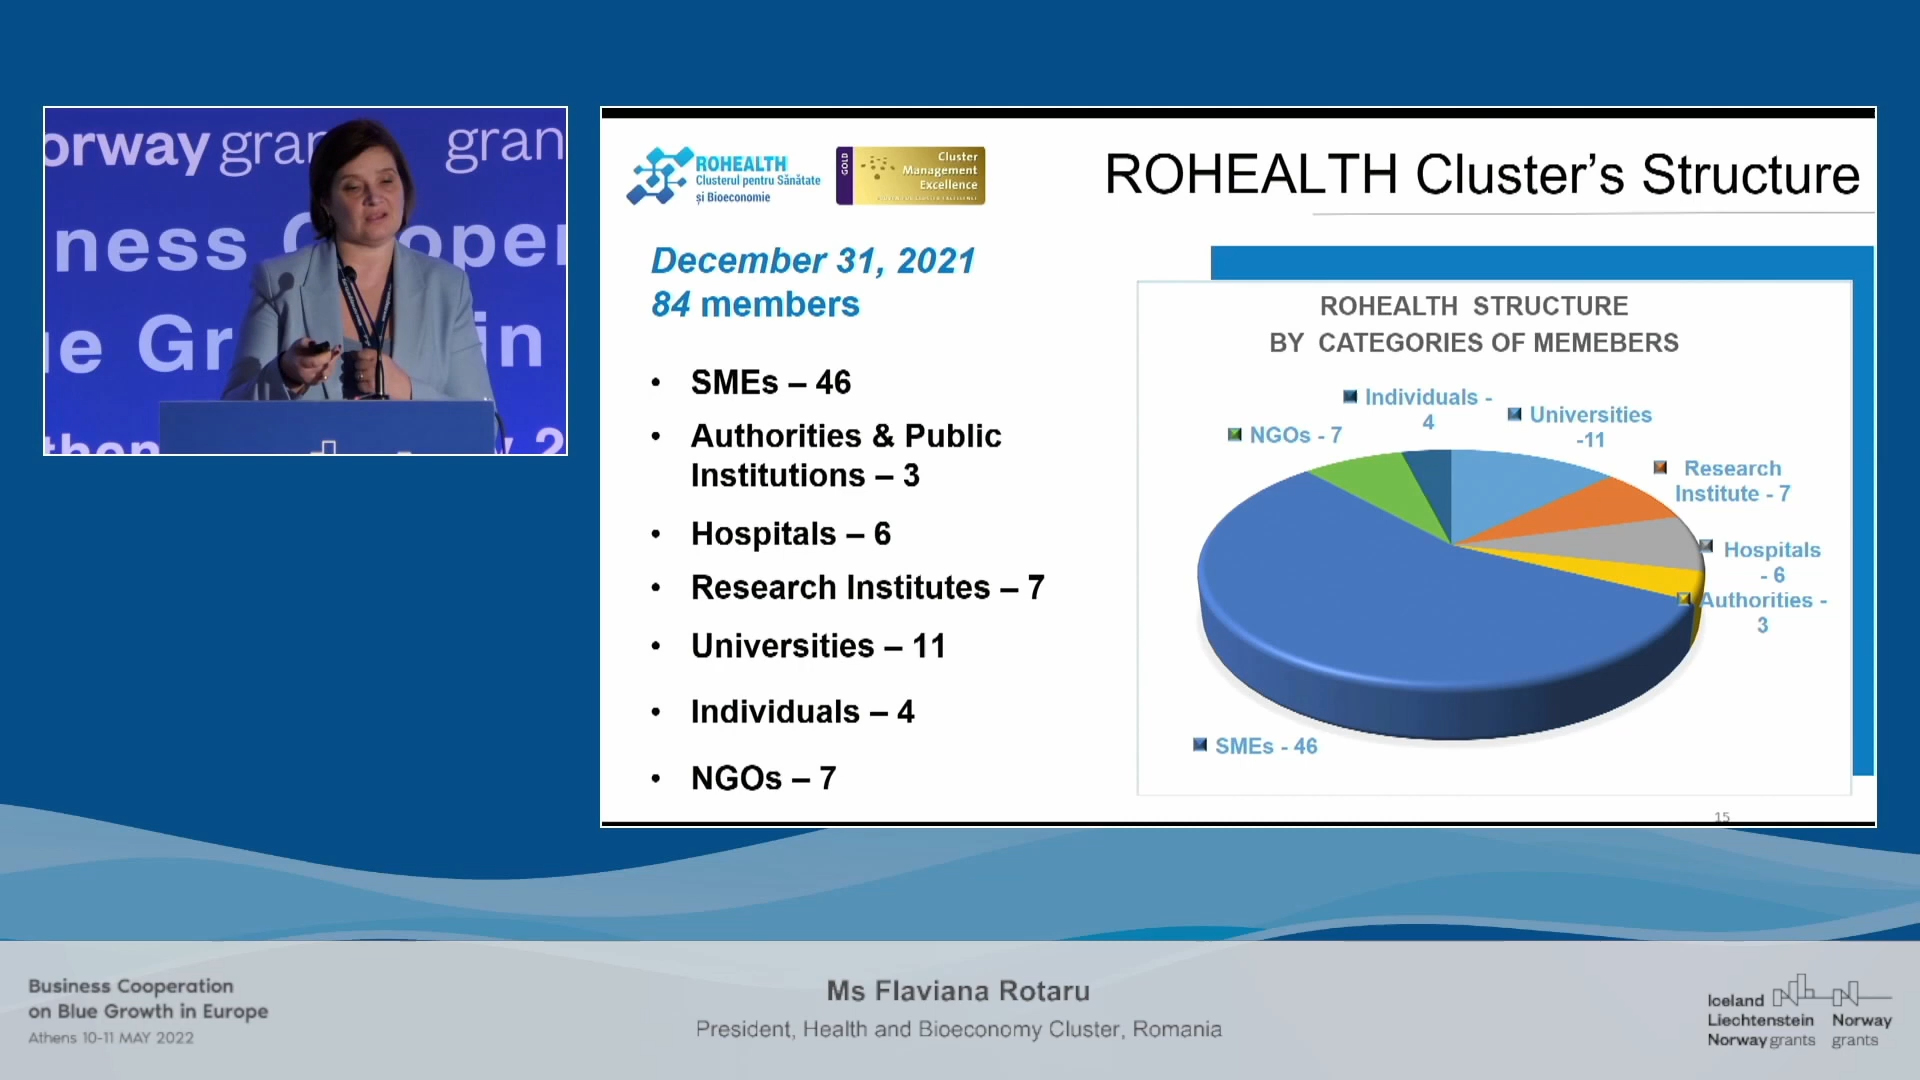 orway gran
gran
ness Cooper
ue Gr in
then y 2
ROHEALTH
Clusterul pentru Sănătate
și Bioeconomie
GOLD
Cluster
Management
Excellence
ROHEALTH Cluster’s Structure
December 31, 2021
84 members
• SMEs – 46
• Authorities & Public
Institutions – 3
• Hospitals – 6
• Research Institutes – 7
• Universities – 11
• Individuals – 4
• NGOs – 7
ROHEALTH STRUCTURE
BY CATEGORIES OF MEMEBERS
Individuals -
4
Universities
-11
NGOs - 7
Research
Institute - 7
Hospitals
- 6
Authorities -
3
SMEs - 46
15
Business Cooperation
on Blue Growth in Europe
Athens 10-11 MAY 2022
Ms Flaviana Rotaru
President, Health and Bioeconomy Cluster, Romania
Iceland
Liechtenstein
Norway grants
Norway
grants